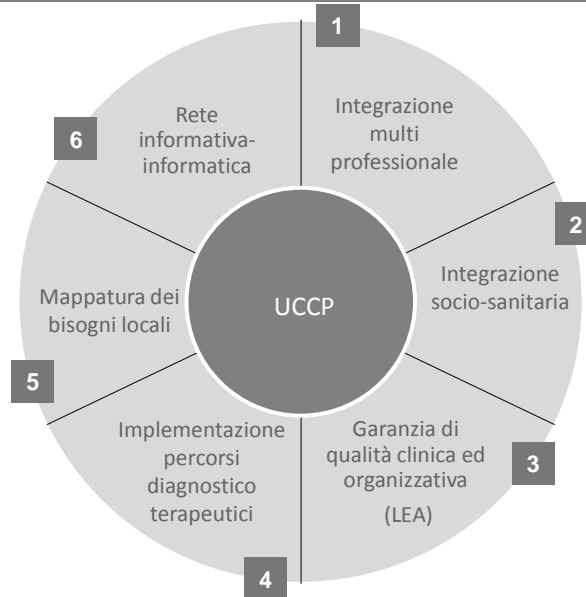 1
Integrazione
multi
professionale
2
Integrazione
socio-sanitaria
3
Garanzia di
qualità clinica ed
organizzativa
(LEA)
4
Implementazione
percorsi
diagnostico
terapeutici
5
Mappatura dei
bisogni locali
6
Rete
informativa-
informatica
UCCP